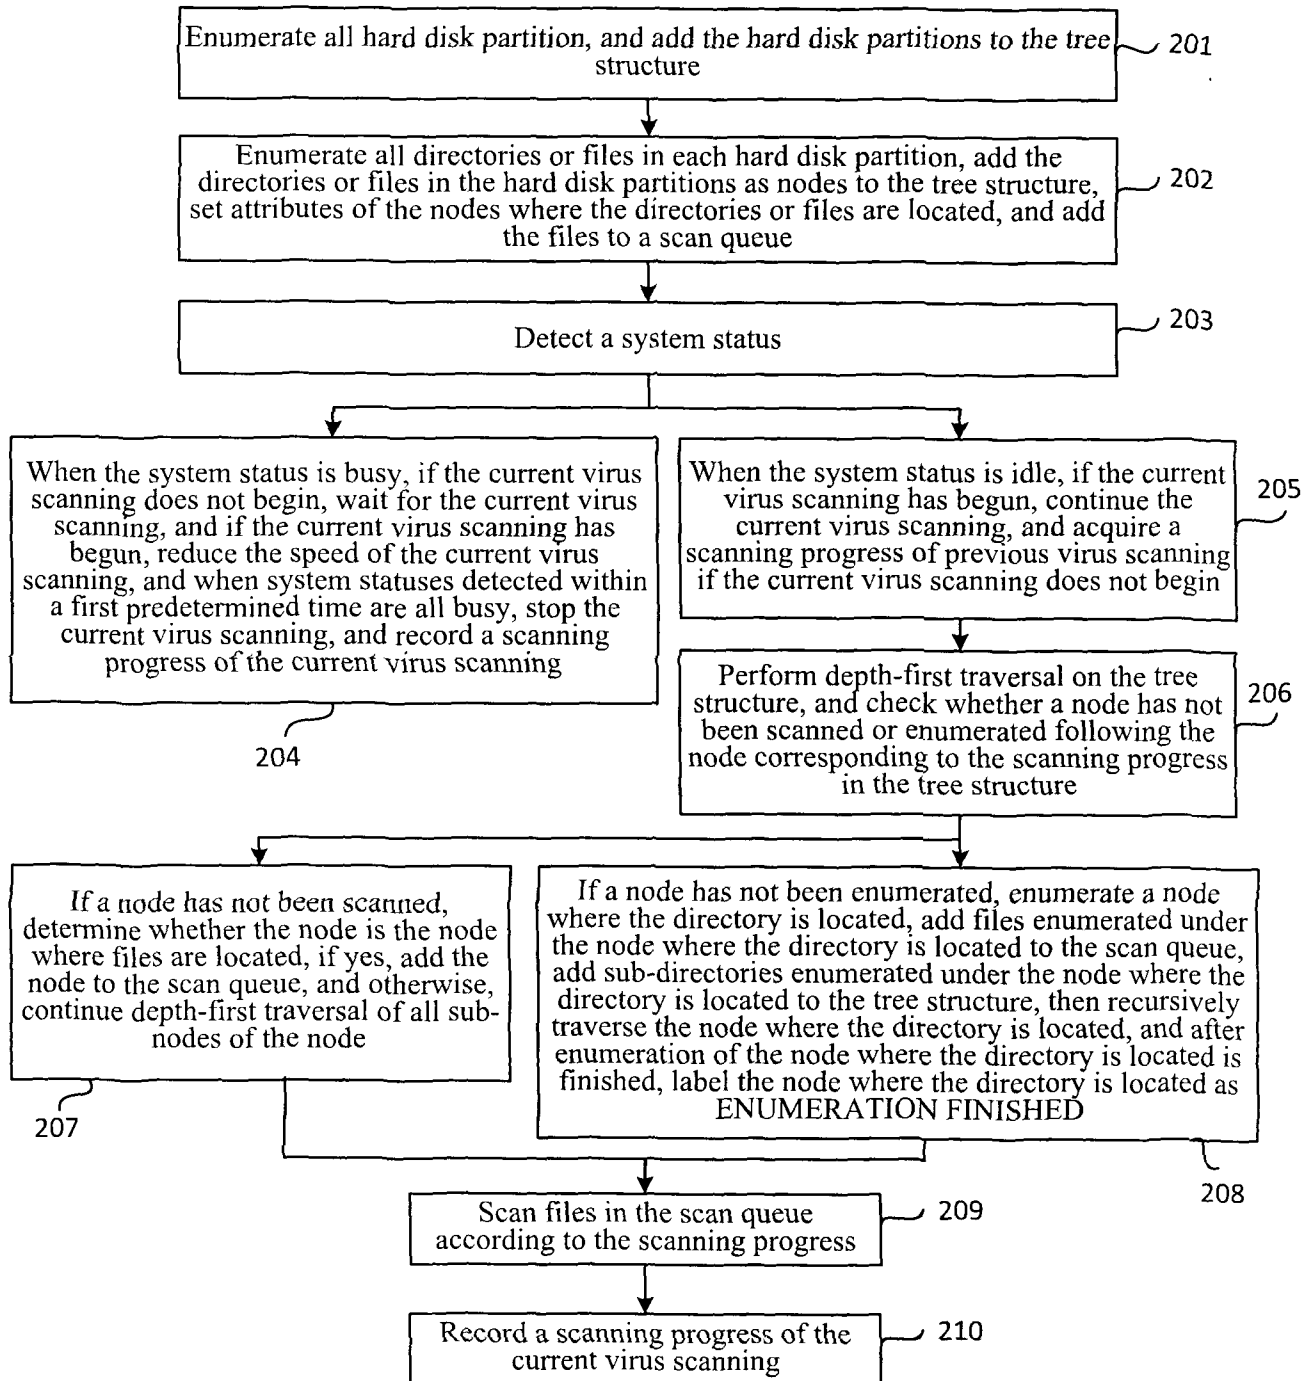 Enumerate all hard disk partition, and add the hard disk partitions to the tree
structure
201
Enumerate all directories or files in each hard disk partition, add the
directories or files in the hard disk partitions as nodes to the tree structure,
set attributes of the nodes where the directories or files are located, and add
the files to a scan queue
202
Detect a system status
203
When the system status is busy, if the current virus
scanning does not begin, wait for the current virus
scanning, and if the current virus scanning has
begun, reduce the speed of the current virus
scanning, and when system statuses detected within
a first predetermined time are all busy, stop the
current virus scanning, and record a scanning
progress of the current virus scanning
204
When the system status is idle, if the current
virus scanning has begun, continue the
current virus scanning, and acquire a
scanning progress of previous virus scanning
if the current virus scanning does not begin
205
Perform depth-first traversal on the tree
structure, and check whether a node has not
been scanned or enumerated following the
node corresponding to the scanning progress
in the tree structure
206
If a node has not been scanned,
determine whether the node is the node
where files are located, if yes, add the
node to the scan queue, and otherwise,
continue depth-first traversal of all sub-
nodes of the node
207
If a node has not been enumerated, enumerate a node
where the directory is located, add files enumerated under
the node where the directory is located to the scan queue,
add sub-directories enumerated under the node where the
directory is located to the tree structure, then recursively
traverse the node where the directory is located, and after
enumeration of the node where the directory is located is
finished, label the node where the directory is located as
ENUMERATION FINISHED
208
Scan files in the scan queue
according to the scanning progress
209
Record a scanning progress of the
current virus scanning
210